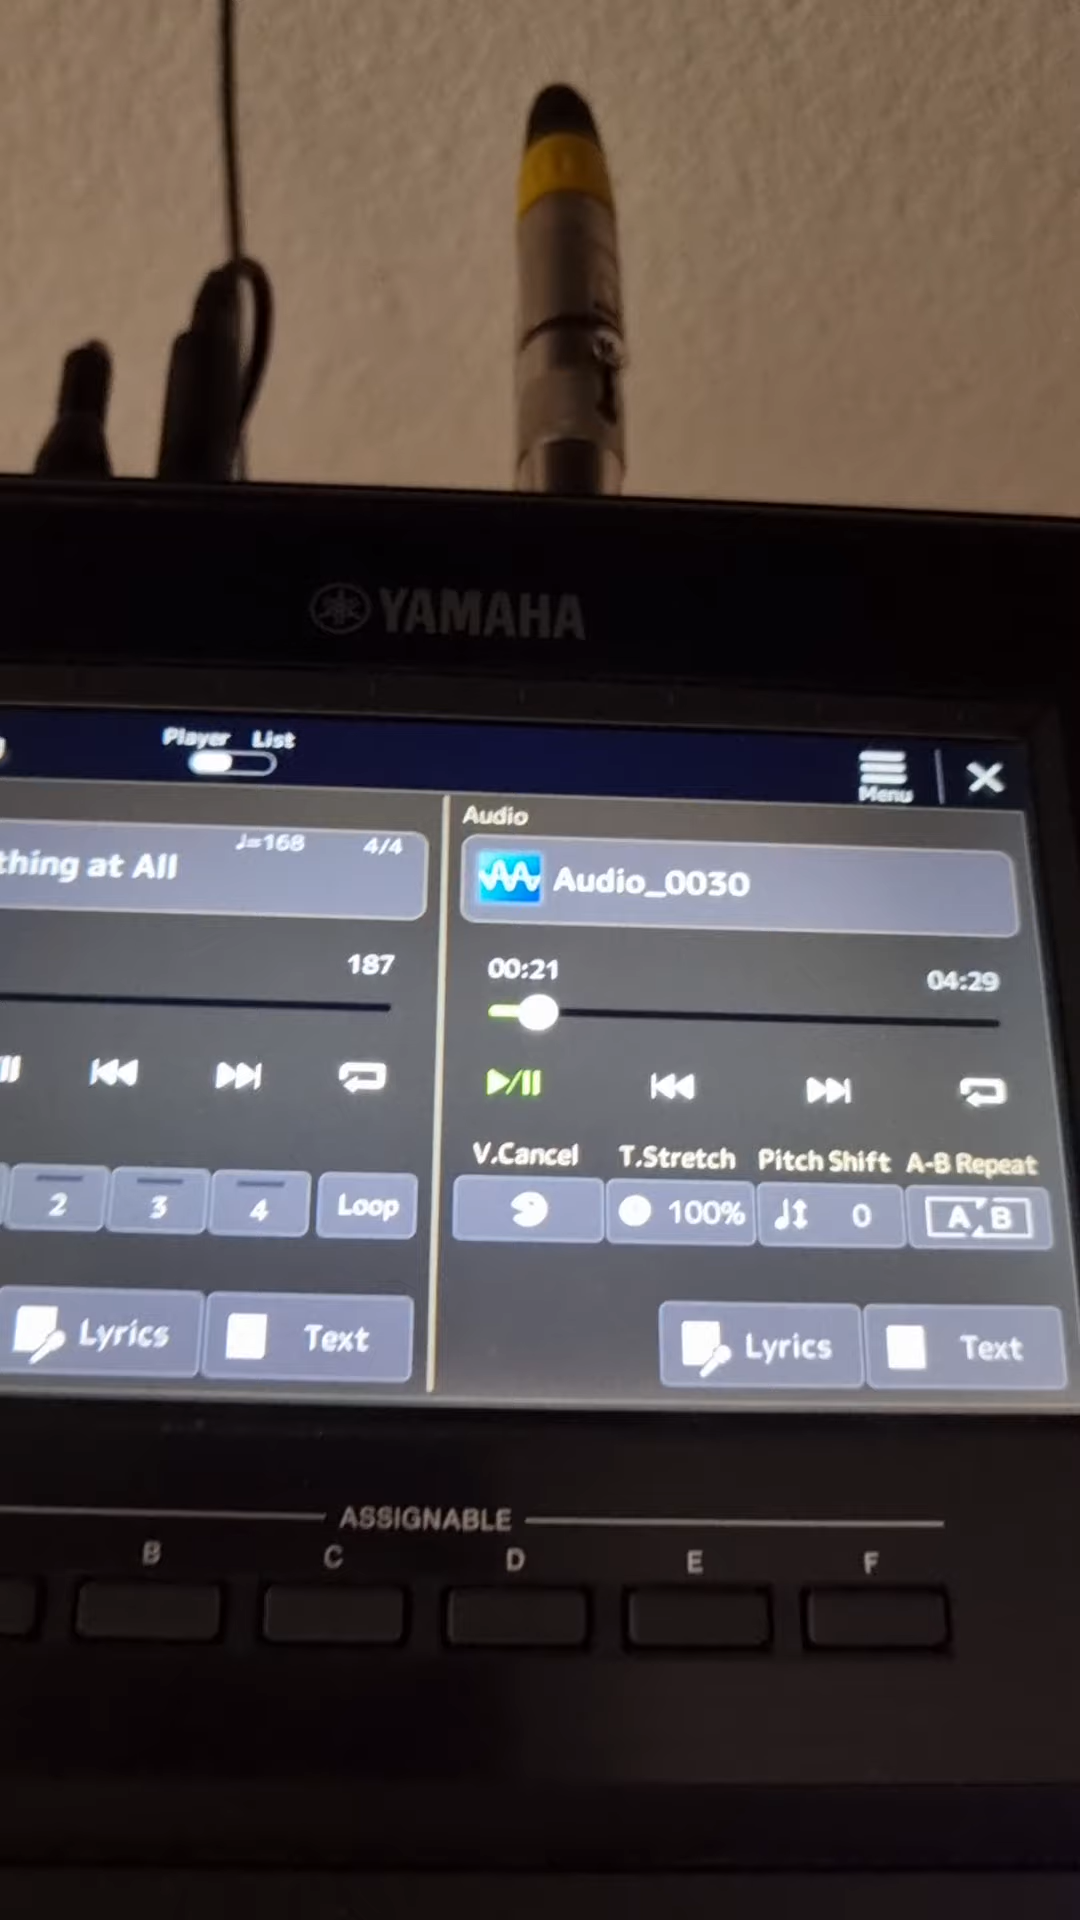 YAMAHA
Player List
Menu
Audio
♩=168 4/4
thing at All
Audio_0030
187
00:21
04:29
V.Cancel T.Stretch Pitch Shift A-B Repeat
2 3 4 Loop
100% 0 A B
Lyrics Text
Lyrics Text
ASSIGNABLE
B C D E F